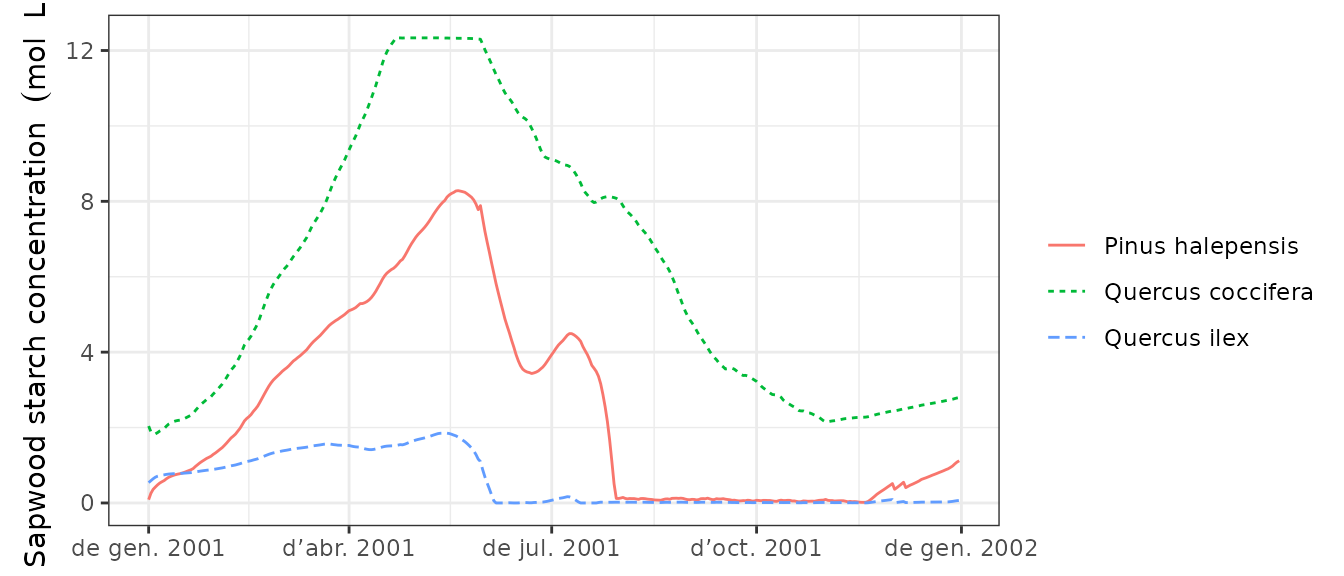 Sapwood starch concentration (mol L
12
8
4
0
de gen. 2001
d’abr. 2001
de jul. 2001
d’oct. 2001
de gen. 2002
Pinus halepensis
Quercus coccifera
Quercus ilex